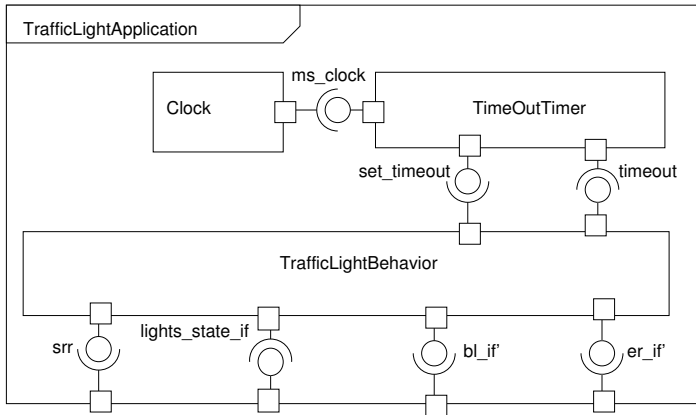 TrafficLightApplication
ms_clock
Clock
TimeOutTimer
set_timeout
timeout
TrafficLightBehavior
srr
lights_state_if
bl_if'
er_if'